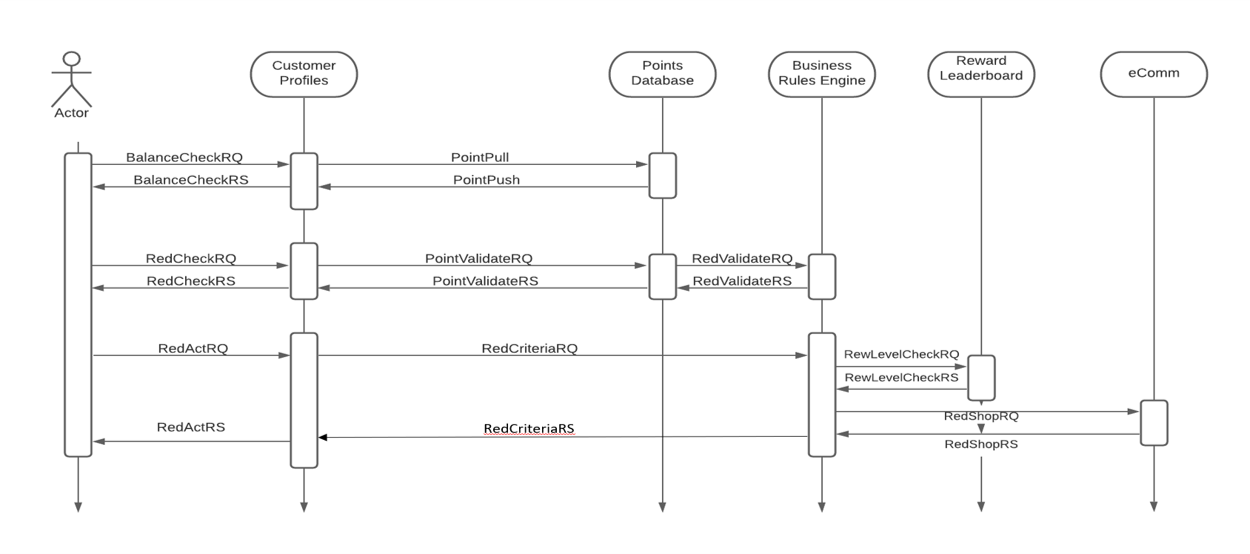 Customer
Profiles
Points
Database
Business
Rules Engine
Reward
Leaderboard
eComm
Actor
BalanceCheckRQ
PointPull
BalanceCheckRS
PointPush
RedCheckRQ
PointValidateRQ
RedValidateRQ
RedCheckRS
PointValidateRS
RedValidateRS
RedActRQ
RedCriteriaRQ
RewLevelCheckRQ
RewLevelCheckRS
RedShopRQ
RedActRS
RedCriteriaRS
RedShopRS